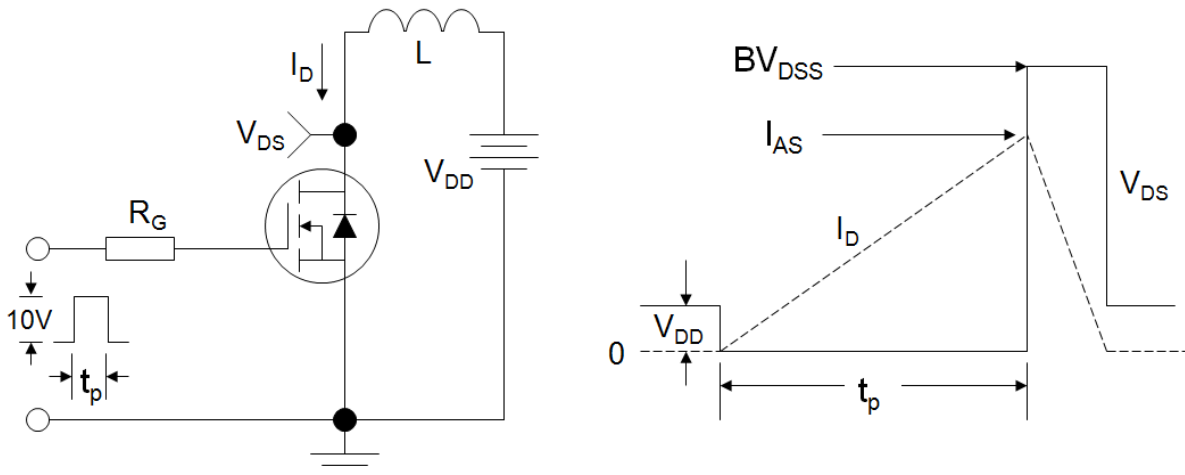 L
I_D
V_DS
V_DD
R_G
10V
t_p
BV_DSS
I_AS
V_DS
I_D
V_DD
0
t_p